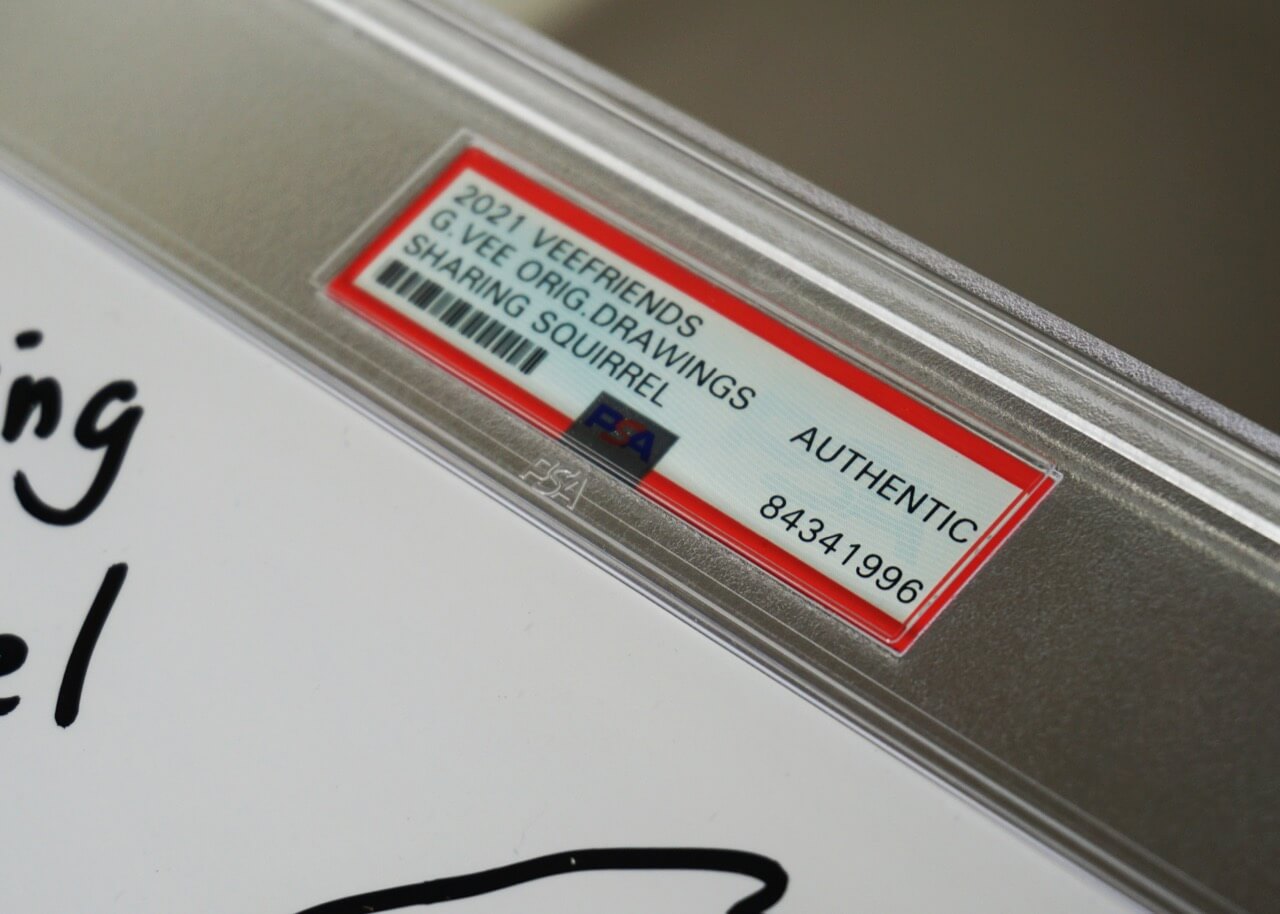 2021 VEEFRIENDS
G.VEE ORIG.DRAWINGS
SHARING SQUIRREL
AUTHENTIC
84341996
PSA
PSA
ing
el